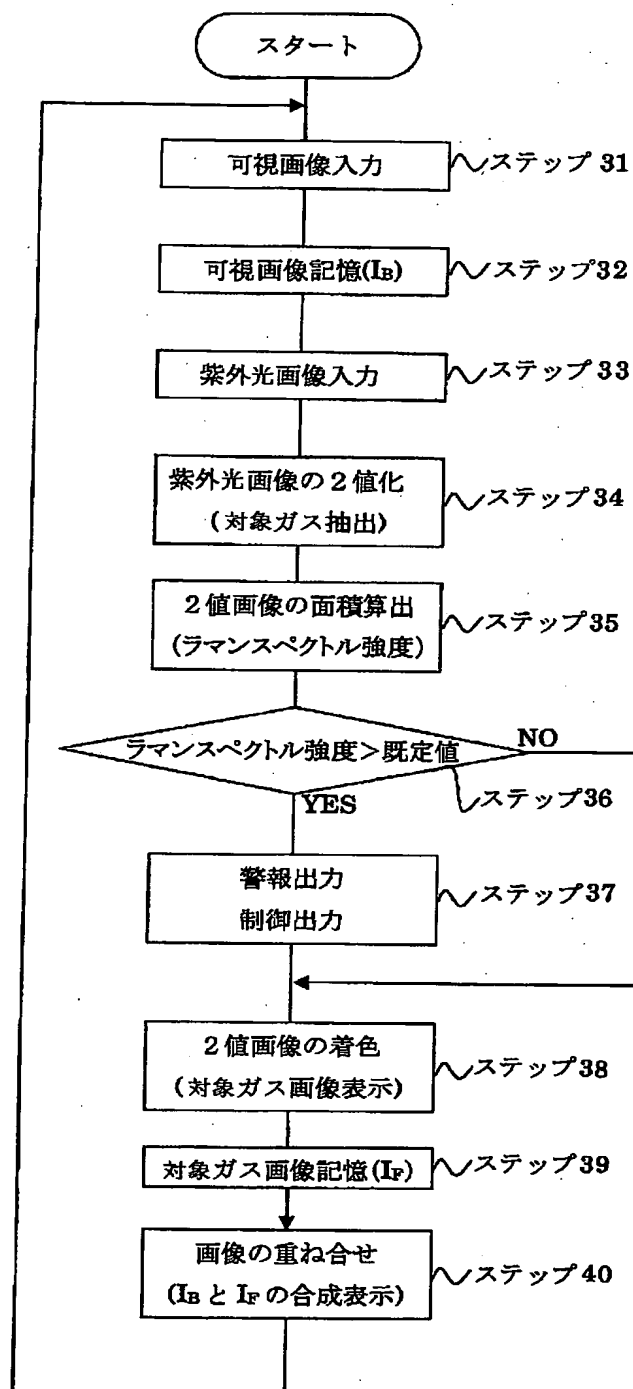 スタート
可視画像入力
ステップ 31
可視画像記憶(IB)
ステップ32
紫外光画像入力
ステップ 33
紫外光画像の2値化
(対象ガス抽出)
ステップ 34
2値画像の面積算出
(ラマンスペクトル強度)
ステップ35
ラマンスペクトル強度>既定値
NO
ステップ36
YES
警報出力
制御出力
ステップ37
2値画像の着色
(対象ガス画像表示)
ステップ38
対象ガス画像記憶(IF)
ステップ39
画像の重ね合せ
(IBとIFの合成表示)
ステップ40